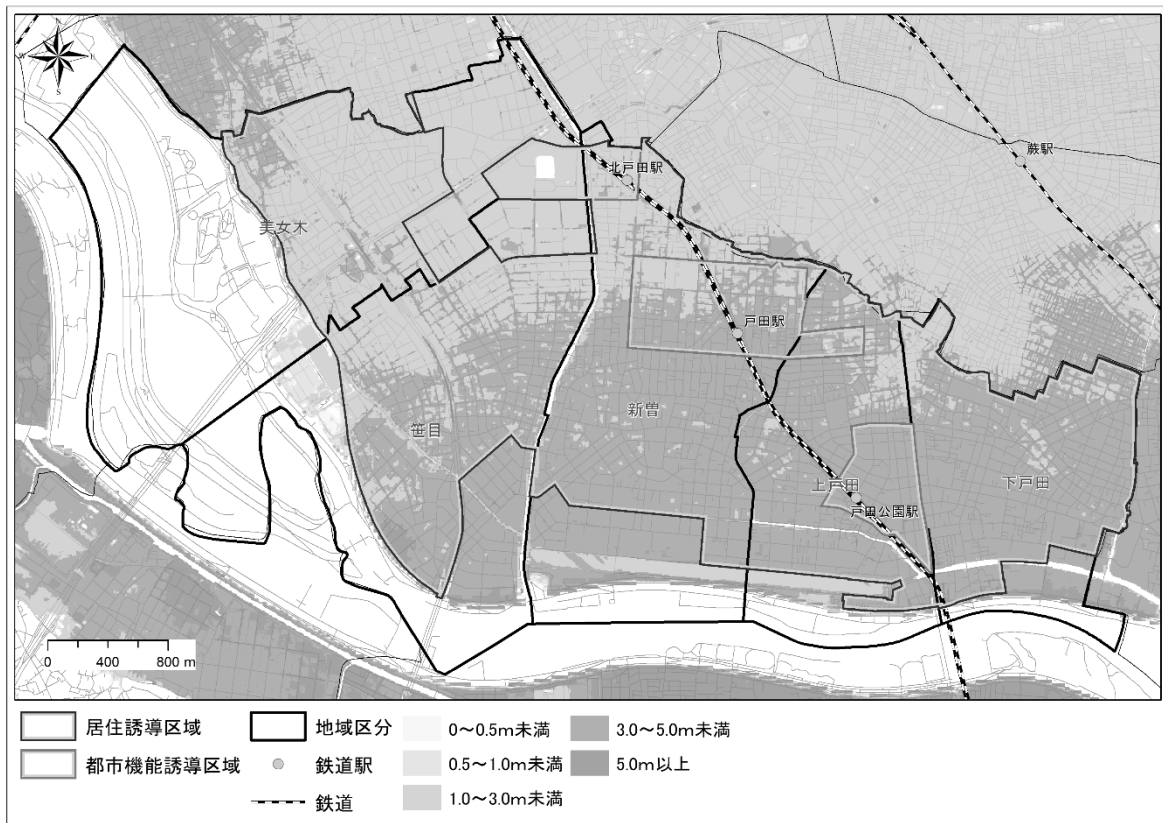 N
W
E
S
蕨駅
北戸田駅
美女木
戸田駅
新曽
笹目
上戸田
下戸田
戸田公園駅
0 400 800 m
居住誘導区域
地域区分
0～0.5m未満
3.0～5.0m未満
都市機能誘導区域
鉄道駅
0.5～1.0m未満
5.0m以上
鉄道
1.0～3.0m未満